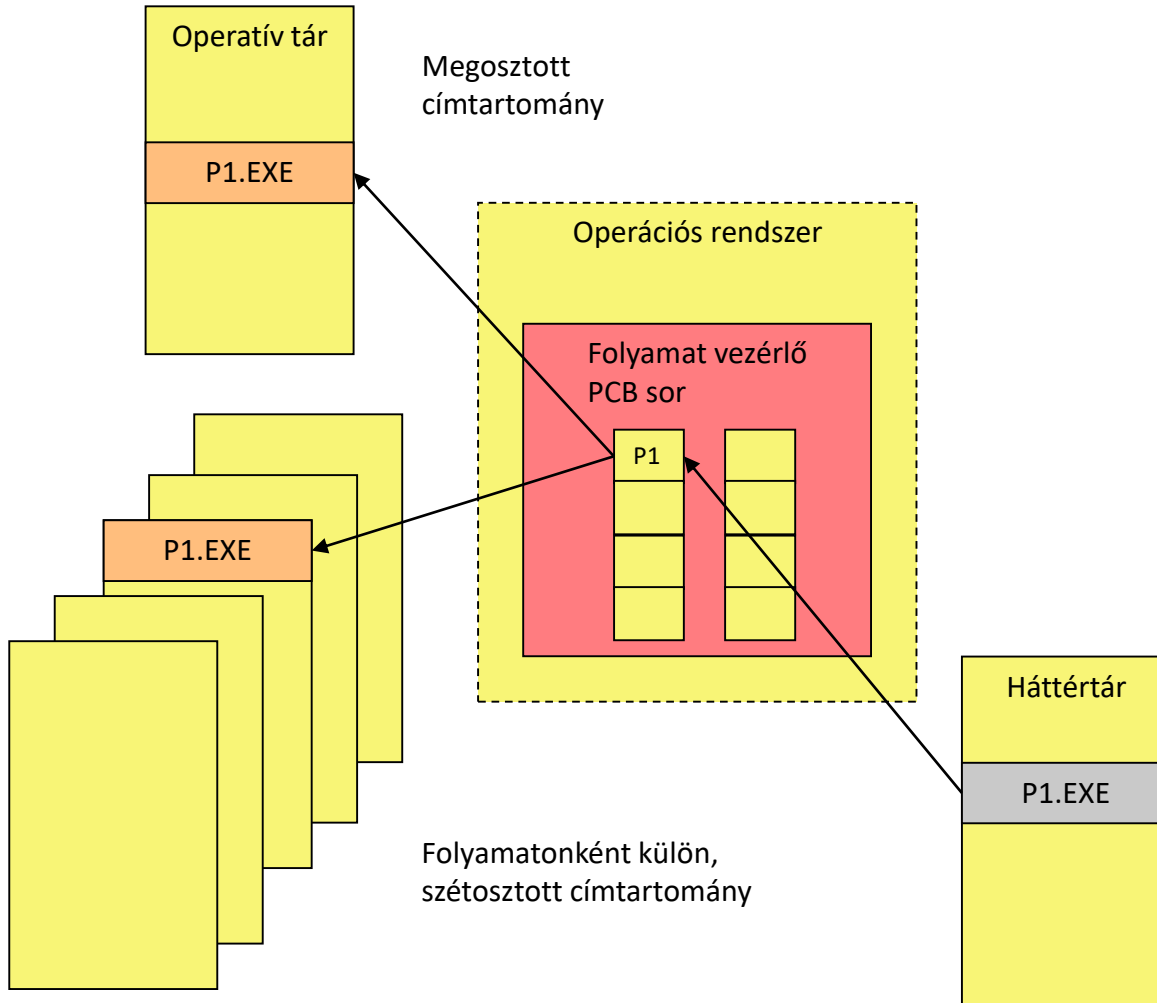 Operatív tár
Megosztott
címtartomány
P1.EXE
Operációs rendszer
Folyamat vezérlő
PCB sor
P1
P1.EXE
Háttértár
P1.EXE
Folyamatonként külön,
szétosztott címtartomány